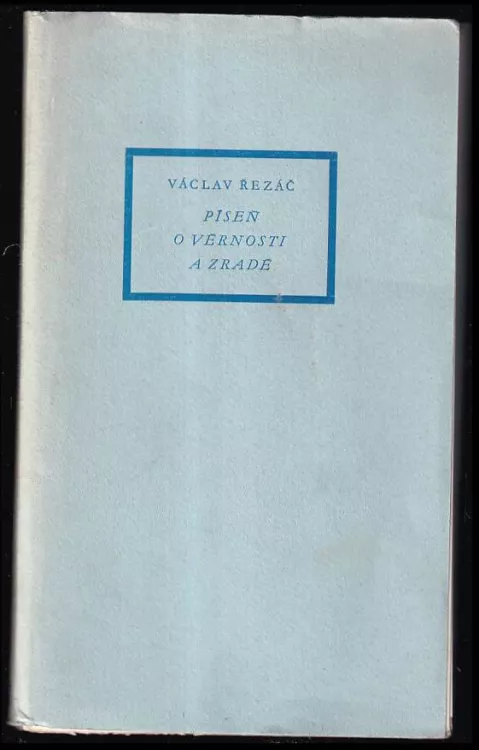 VÁCLAV ŘEZÁČ
PÍSEŇ
O VĚRNOSTI
A ZRADĚ